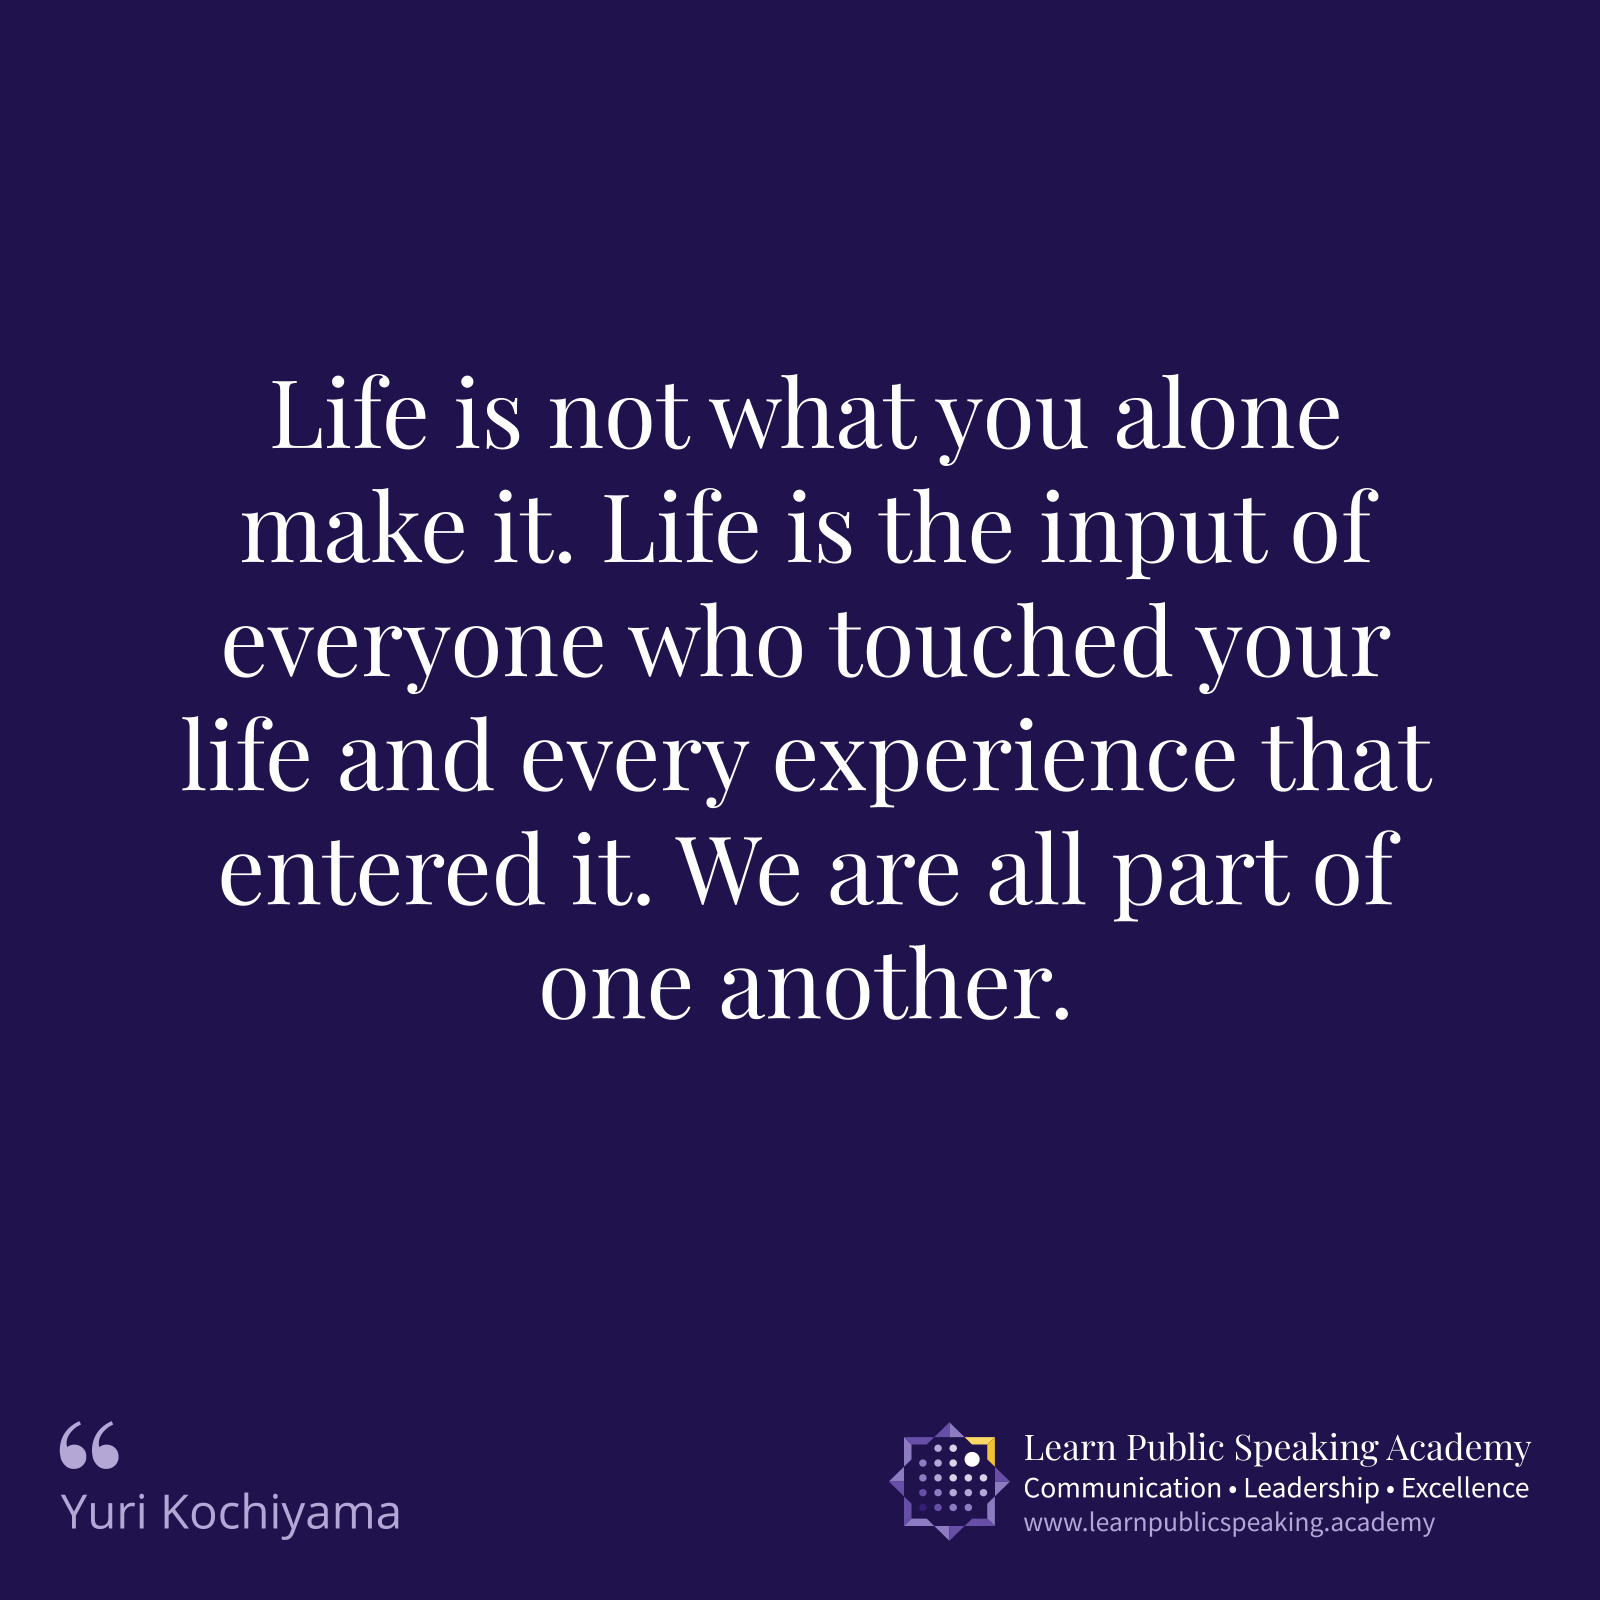 Life is not what you alone
make it. Life is the input of
everyone who touched your
life and every experience that
entered it. We are all part of
one another.
“
Yuri Kochiyama
Learn Public Speaking Academy
Communication • Leadership • Excellence
www.learnpublicspeaking.academy